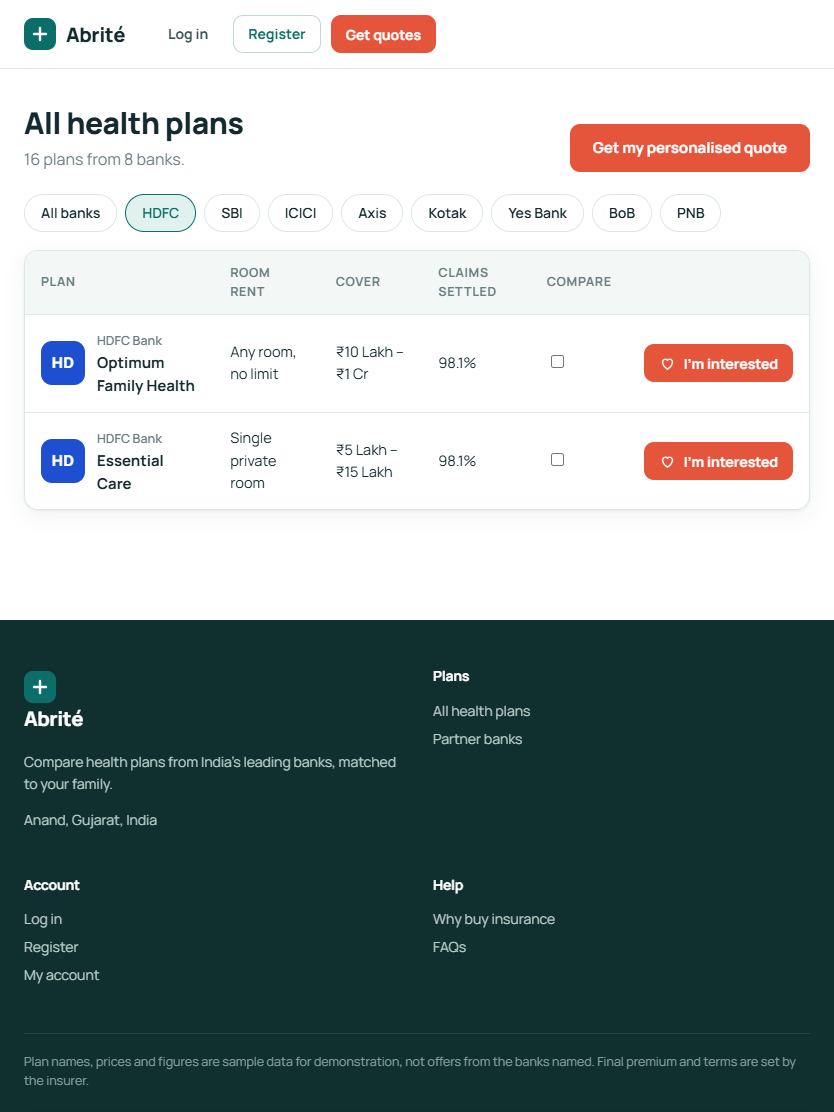 Abrité
Log in
Register
Get quotes
All health plans
16 plans from 8 banks.
Get my personalised quote
All banks
HDFC
SBI
ICICI
Axis
Kotak
Yes Bank
BoB
PNB
PLAN
ROOM
RENT
COVER
CLAIMS
SETTLED
COMPARE
HD
HDFC Bank
Optimum
Family Health
Any room,
no limit
₹10 Lakh –
₹1 Cr
98.1%
I'm interested
HD
HDFC Bank
Essential
Care
Single
private
room
₹5 Lakh –
₹15 Lakh
98.1%
I'm interested
Abrité
Compare health plans from India's leading banks, matched
to your family.
Anand, Gujarat, India
Plans
All health plans
Partner banks
Account
Log in
Register
My account
Help
Why buy insurance
FAQs
Plan names, prices and figures are sample data for demonstration, not offers from the banks named. Final premium and terms are set by
the insurer.